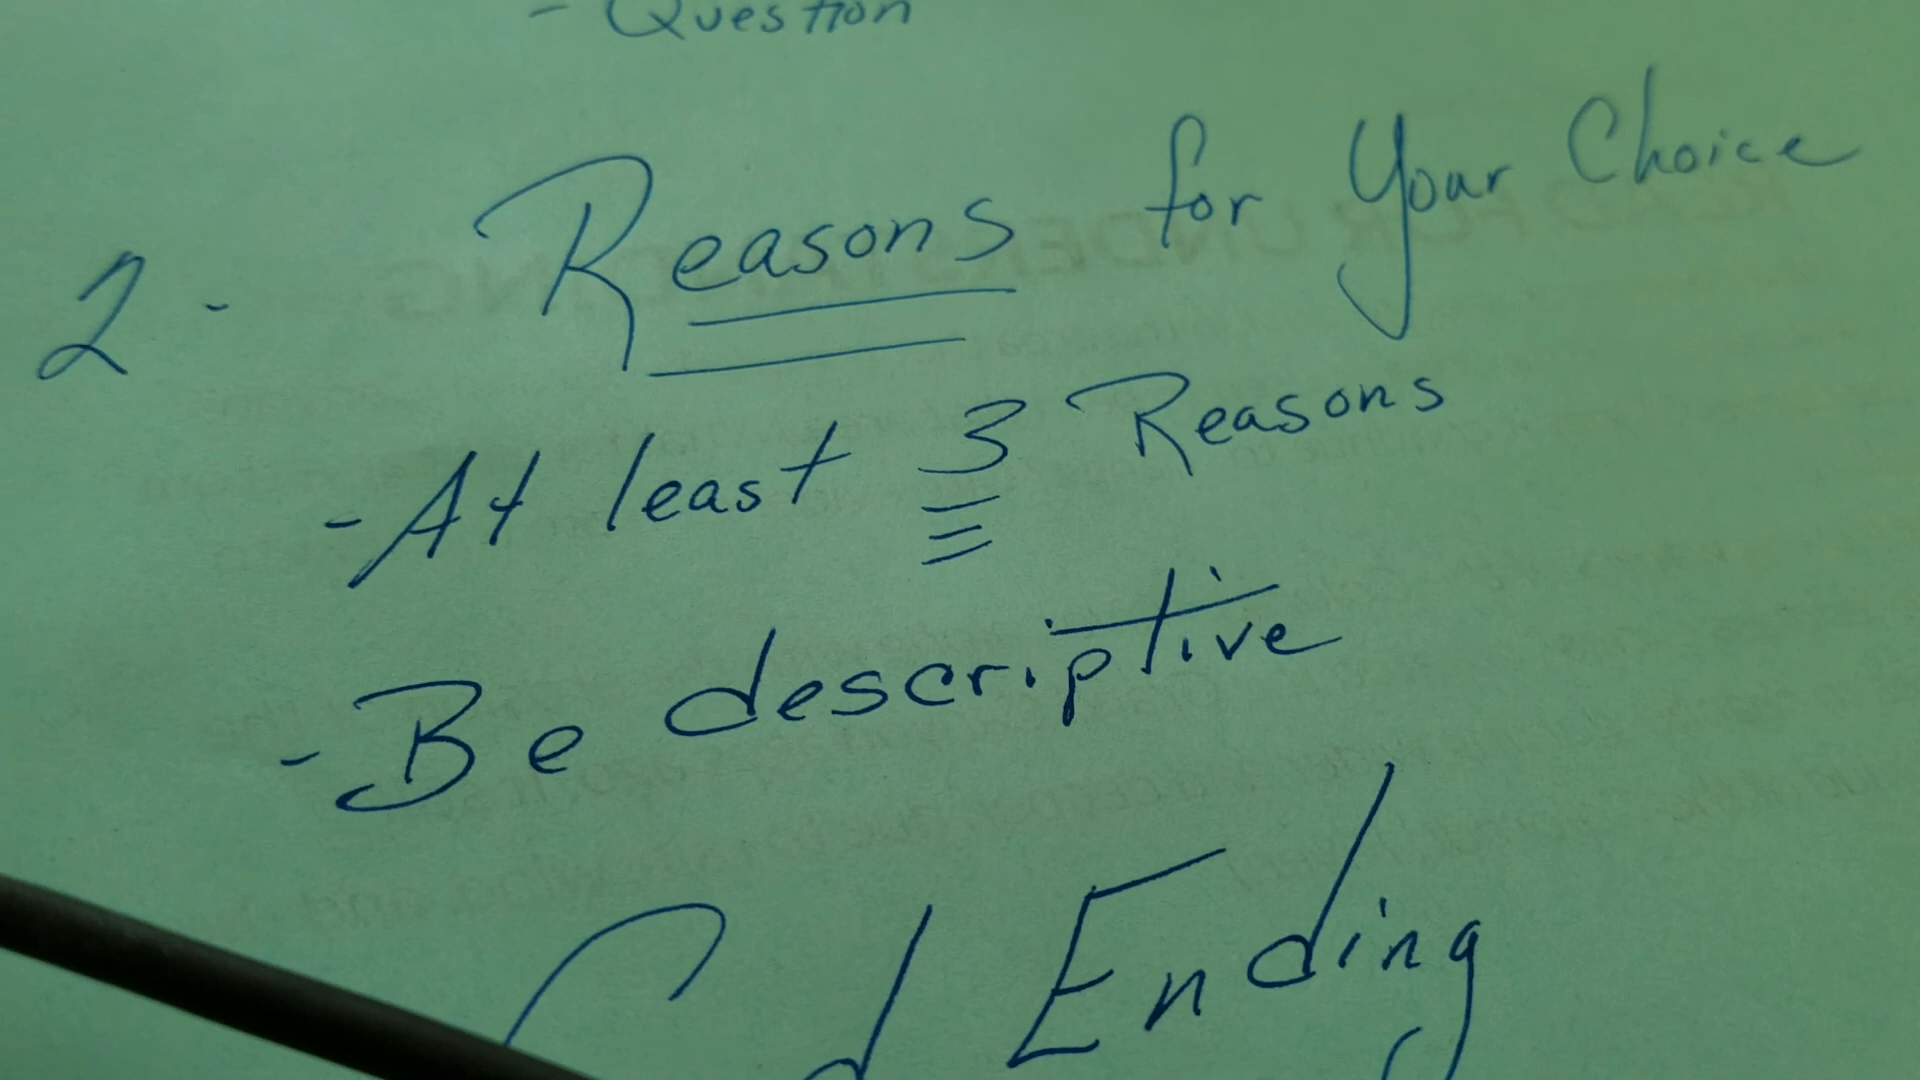 - Question
2 - Reasons for Your Choice
- At least 3 Reasons
- Be descriptive
Ending